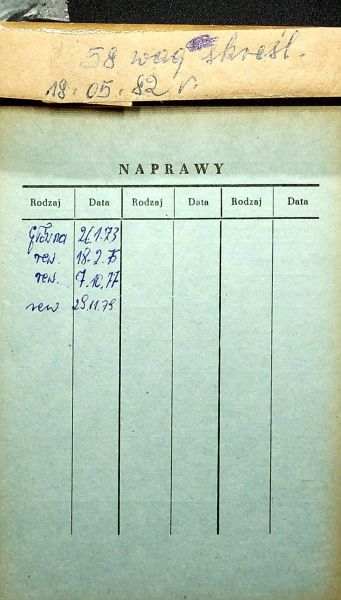 58 wag skreśl.
18.05.82 r.
NAPRAWY
Rodzaj Data Rodzaj Data Rodzaj Data
Główna 26.1.73
rew. 18.2.75
rew. 7.10.77
rew 29.11.79